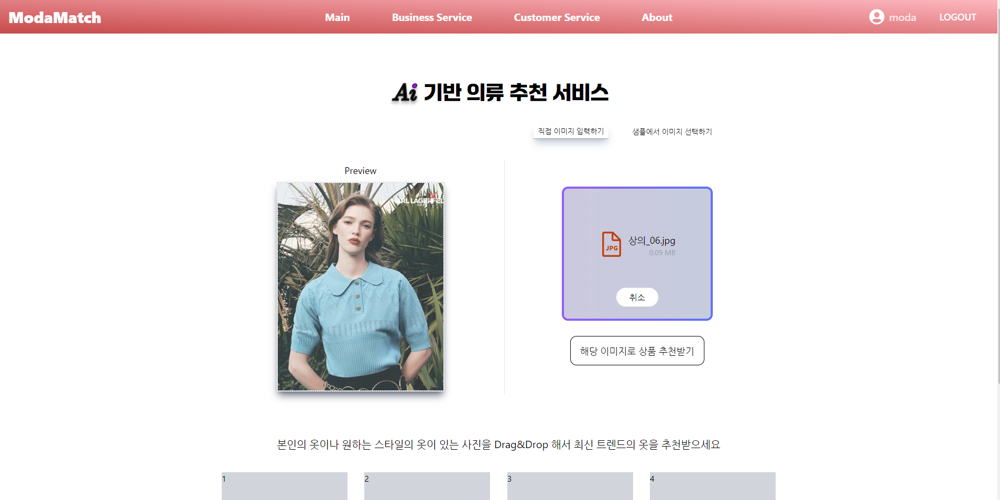 ModaMatch
Main
Business Service
Customer Service
About
moda
LOGOUT
Ai 기반 의류 추천 서비스
직접 이미지 입력하기
샘플에서 이미지 선택하기
Preview
상의_06.jpg
JPG
0.09 MB
취소
해당 이미지로 상품 추천받기
본인의 옷이나 원하는 스타일의 옷이 있는 사진을 Drag&Drop 해서 최신 트렌드의 옷을 추천받으세요
1
2
3
4